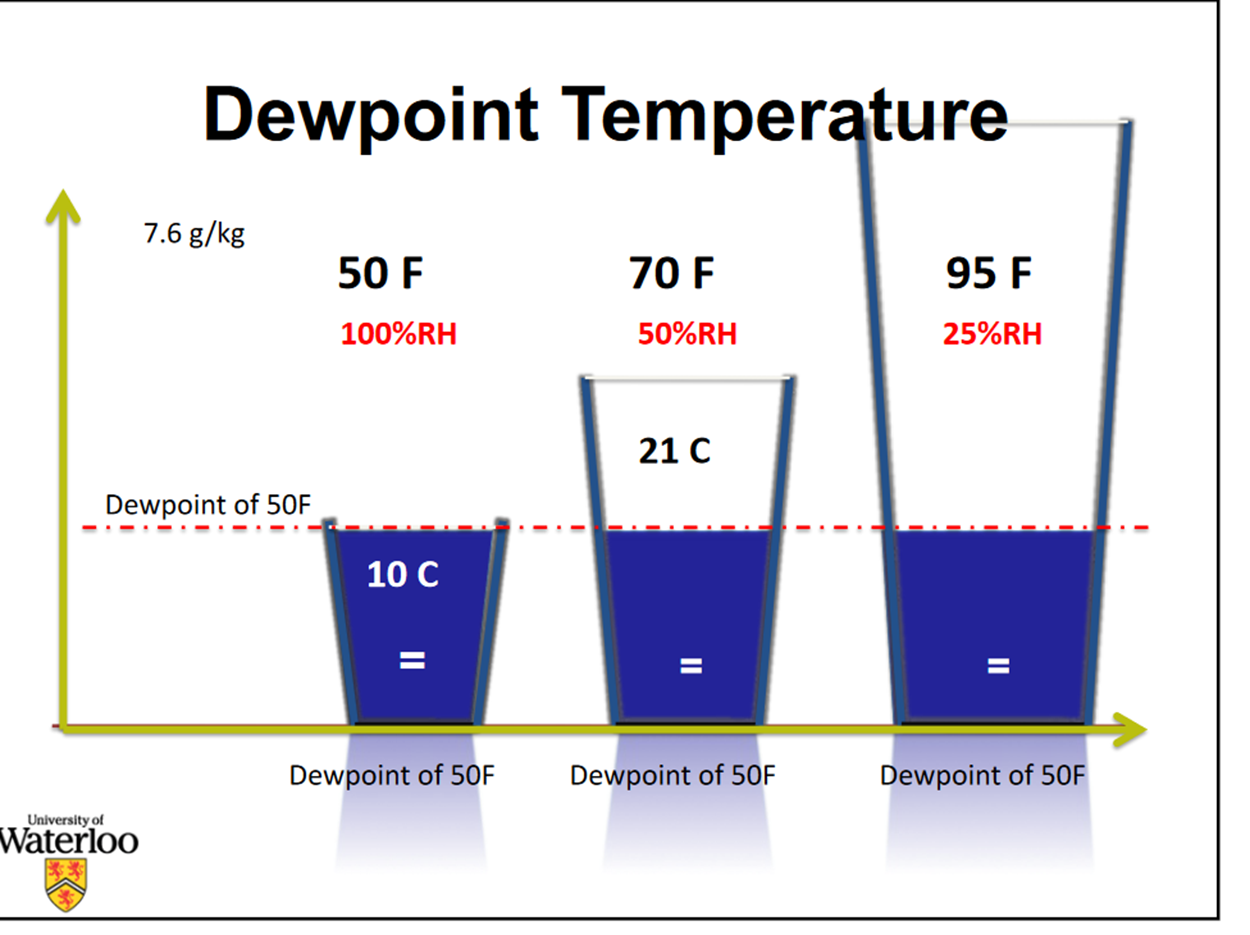 Dewpoint Temperature
7.6 g/kg
50 F
70 F
95 F
100%RH
50%RH
25%RH
21 C
Dewpoint of 50F
10 C
=
=
=
Dewpoint of 50F
Dewpoint of 50F
Dewpoint of 50F
University of
Waterloo